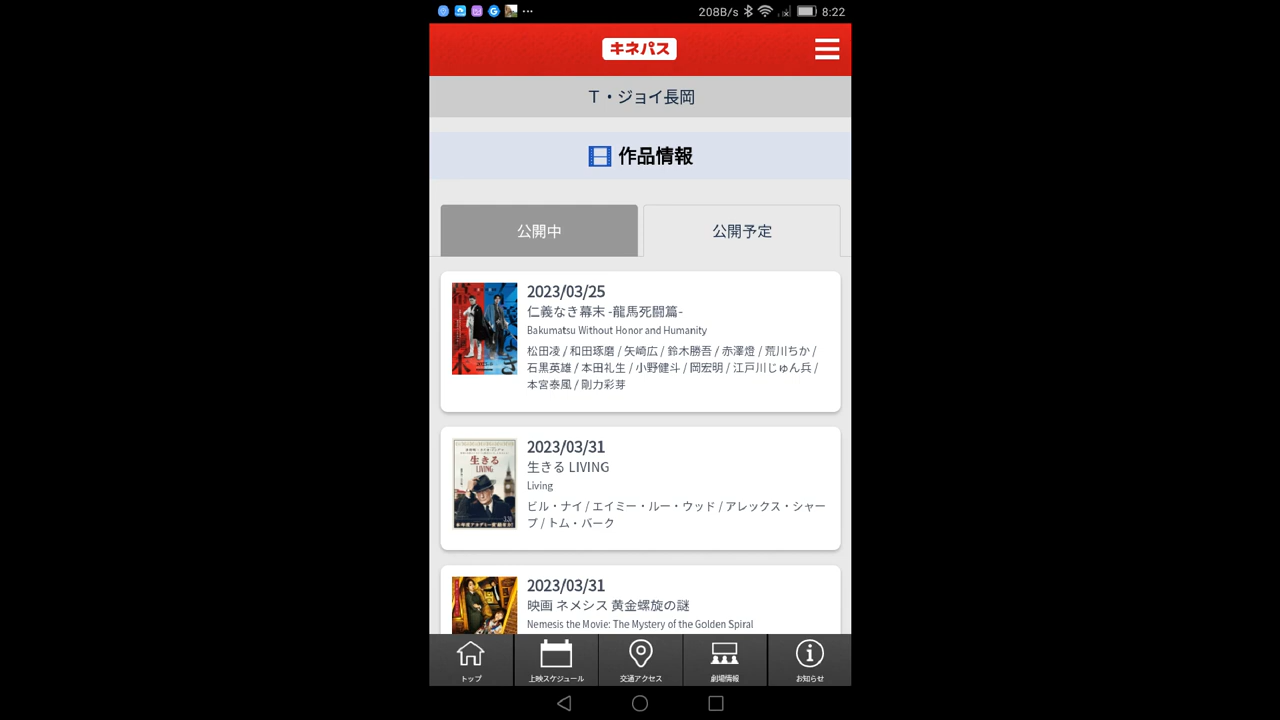 208B/s 8:22
キネパス
T・ジョイ長岡
作品情報
公開中 公開予定
2023/03/25
仁義なき幕末 -龍馬死闘篇-
Bakumatsu Without Honor and Humanity
松田凌 / 和田琢磨 / 矢崎広 / 鈴木勝吾 / 赤澤燈 / 荒川ちか /
石黒英雄 / 本田礼生 / 小野健斗 / 岡宏明 / 江戸川じゅん兵 /
本宮泰風 / 剛力彩芽
生きる
LIVING
2023/03/31
生きる LIVING
Living
ビル・ナイ / エイミー・ルー・ウッド / アレックス・シャー
プ / トム・バーク
2023/03/31
映画 ネメシス 黄金螺旋の謎
Nemesis the Movie: The Mystery of the Golden Spiral
トップ 上映スケジュール 交通アクセス 劇場情報 お知らせ